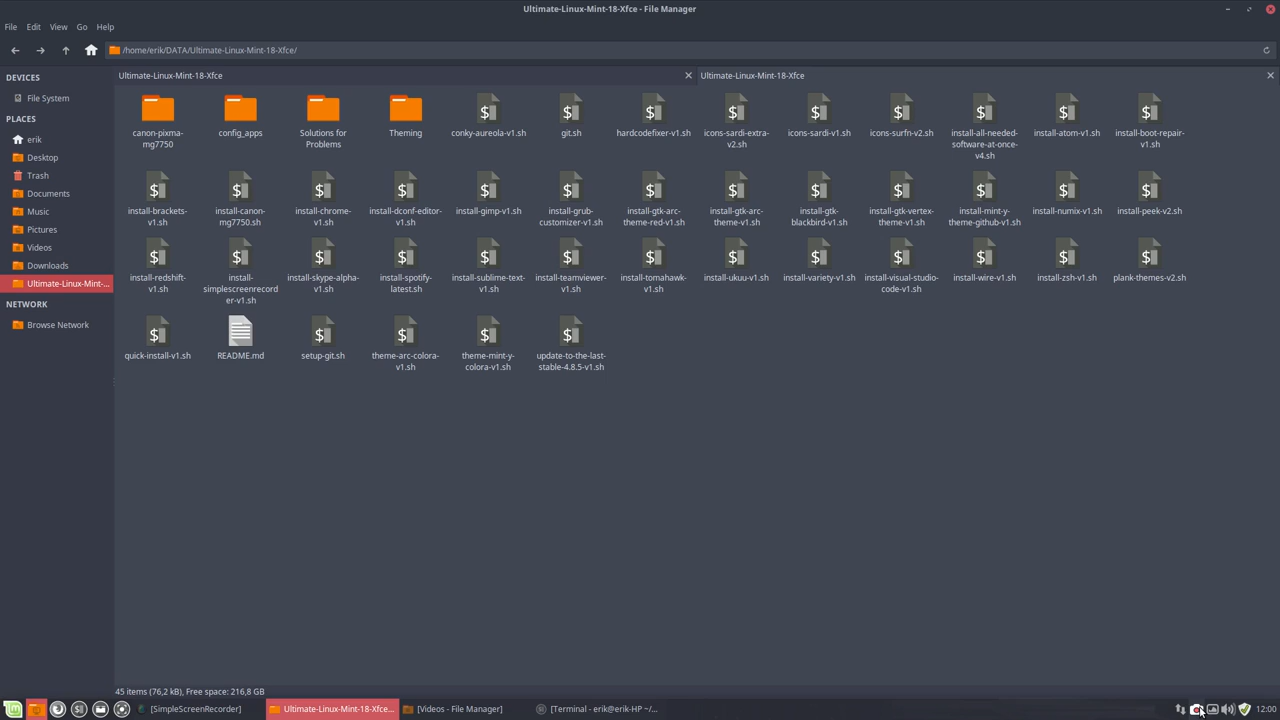 Ultimate-Linux-Mint-18-Xfce - File Manager
File Edit View Go Help
/home/erik/DATA/Ultimate-Linux-Mint-18-Xfce/
DEVICES
File System
PLACES
erik
Desktop
Trash
Documents
Music
Pictures
Videos
Downloads
Ultimate-Linux-Mint-...
NETWORK
Browse Network
Ultimate-Linux-Mint-18-Xfce
Ultimate-Linux-Mint-18-Xfce
canon-pixma-
mg7750
config_apps
Solutions for
Problems
Theming
conky-aureola-v1.sh
git.sh
hardcodefixer-v1.sh
icons-sardi-extra-
v2.sh
icons-sardi-v1.sh
icons-surfn-v2.sh
install-all-needed-
software-at-once-
v4.sh
install-atom-v1.sh
install-boot-repair-
v1.sh
install-brackets-
v1.sh
install-canon-
mg7750.sh
install-chrome-
v1.sh
install-dconf-editor-
v1.sh
install-gimp-v1.sh
install-grub-
customizer-v1.sh
install-gtk-arc-
theme-red-v1.sh
install-gtk-arc-
theme-v1.sh
install-gtk-
blackbird-v1.sh
install-gtk-vertex-
theme-v1.sh
install-mint-y-
theme-github-v1.sh
install-numix-v1.sh
install-peek-v2.sh
install-redshift-
v1.sh
install-
simplescreenrecord
er-v1.sh
install-skype-alpha-
v1.sh
install-spotify-
latest.sh
install-sublime-text-
v1.sh
install-teamviewer-
v1.sh
install-tomahawk-
v1.sh
install-ukuu-v1.sh
install-variety-v1.sh
install-visual-studio-
code-v1.sh
install-wire-v1.sh
install-zsh-v1.sh
plank-themes-v2.sh
quick-install-v1.sh
README.md
setup-git.sh
theme-arc-colora-
v1.sh
theme-mint-y-
colora-v1.sh
update-to-the-last-
stable-4.8.5-v1.sh
45 items (76,2 kB), Free space: 216,8 GB
[SimpleScreenRecorder]
Ultimate-Linux-Mint-18-Xfce...
[Videos - File Manager]
[Terminal - erik@erik-HP ~/...
12:00